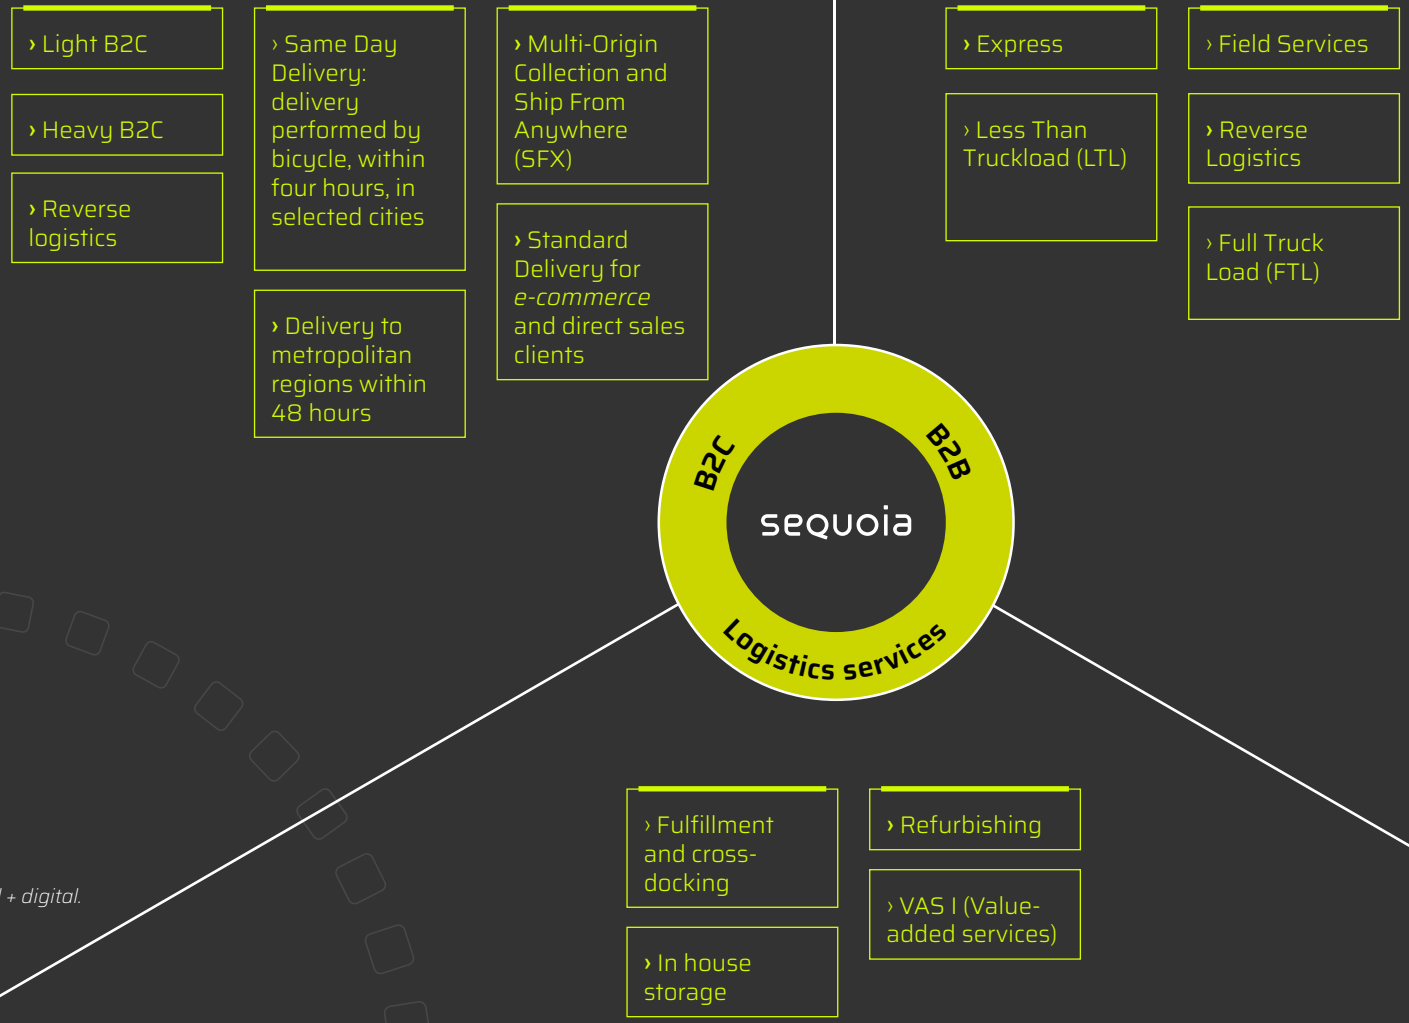 › Light B2C
› Heavy B2C
› Reverse
logistics
› Same Day
Delivery:
delivery
performed by
bicycle, within
four hours, in
selected cities
› Delivery to
metropolitan
regions within
48 hours
› Multi-Origin
Collection and
Ship From
Anywhere
(SFX)
› Standard
Delivery for
e-commerce
and direct sales
clients
› Express
› Less Than
Truckload (LTL)
› Field Services
› Reverse
Logistics
› Full Truck
Load (FTL)
B2C
B2B
sequoia
Logistics services
› Fulfillment
and cross-
docking
› In house
storage
› Refurbishing
› VAS I (Value-
added services)
+ digital.